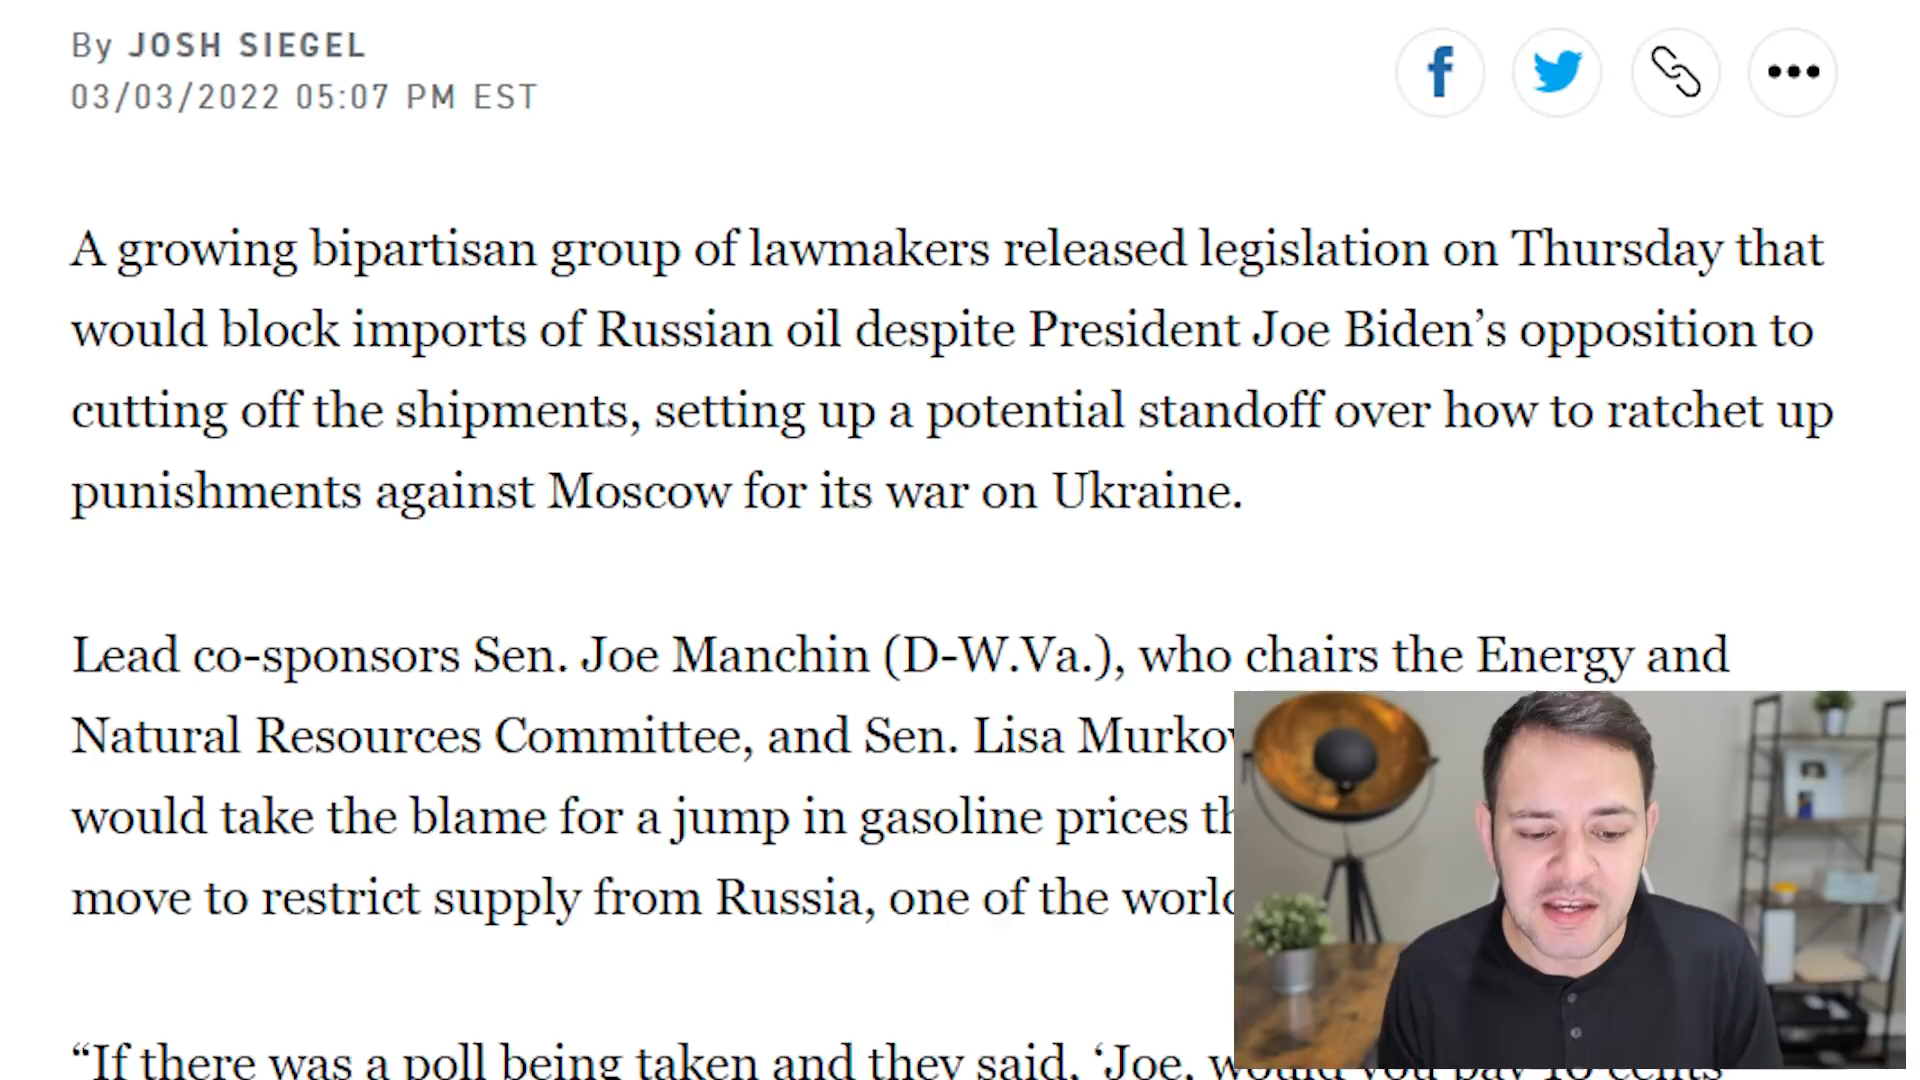 By JOSH SIEGEL
03/03/2022 05:07 PM EST
A growing bipartisan group of lawmakers released legislation on Thursday that
would block imports of Russian oil despite President Joe Biden’s opposition to
cutting off the shipments, setting up a potential standoff over how to ratchet up
punishments against Moscow for its war on Ukraine.
Lead co-sponsors Sen. Joe Manchin (D-W.Va.), who chairs the Energy and
Natural Resources Committee, and Sen. Lisa
would take the blame for a jump in gasoline prices
move to restrict supply from Russia, one of the
“If there was a poll being taken and they said, ‘Joe, would you pay 10 cents